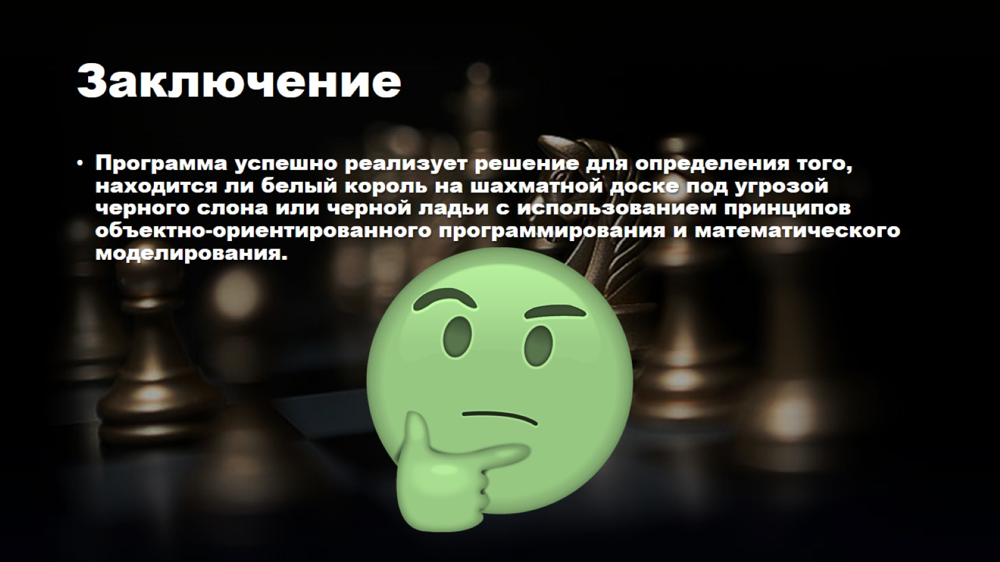 Заключение
• Программа успешно реализует решение для определения того,
находится ли белый король на шахматной доске под угрозой
черного слона или черной ладьи с использованием принципов
объектно-ориентированного программирования и математического
моделирования.